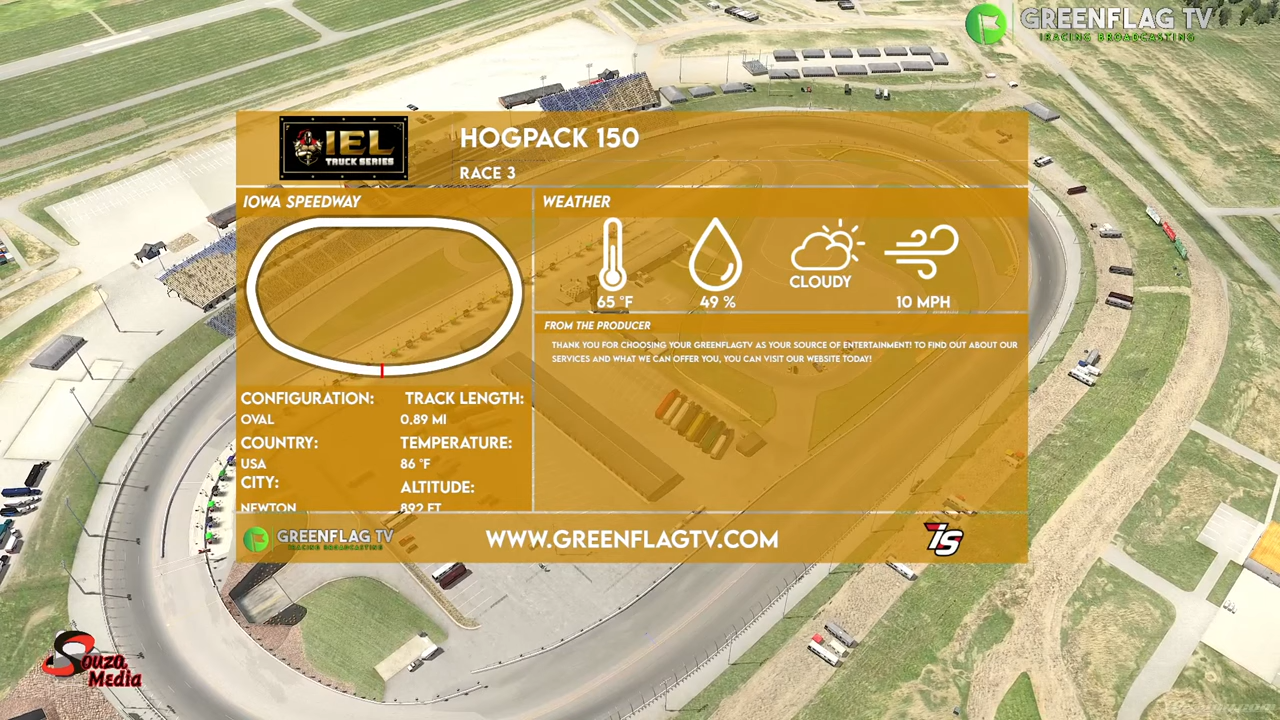 GREENFLAG TV
IRACING BROADCASTING
IEL
TRUCK SERIES
HOGPACK 150
RACE 3
IOWA SPEEDWAY
WEATHER
65 °F
49 %
CLOUDY
10 MPH
FROM THE PRODUCER
THANK YOU FOR CHOOSING YOUR GREENFLAGTV AS YOUR SOURCE OF ENTERTAINMENT! TO FIND OUT ABOUT OUR
SERVICES AND WHAT WE CAN OFFER YOU, YOU CAN VISIT OUR WEBSITE TODAY!
CONFIGURATION:
OVAL
TRACK LENGTH:
0.89 MI
COUNTRY:
USA
TEMPERATURE:
86 °F
CITY:
NEWTON
ALTITUDE:
892 FT
GREENFLAG TV
IRACING BROADCASTING
WWW.GREENFLAGTV.COM
IS
Souza
Media